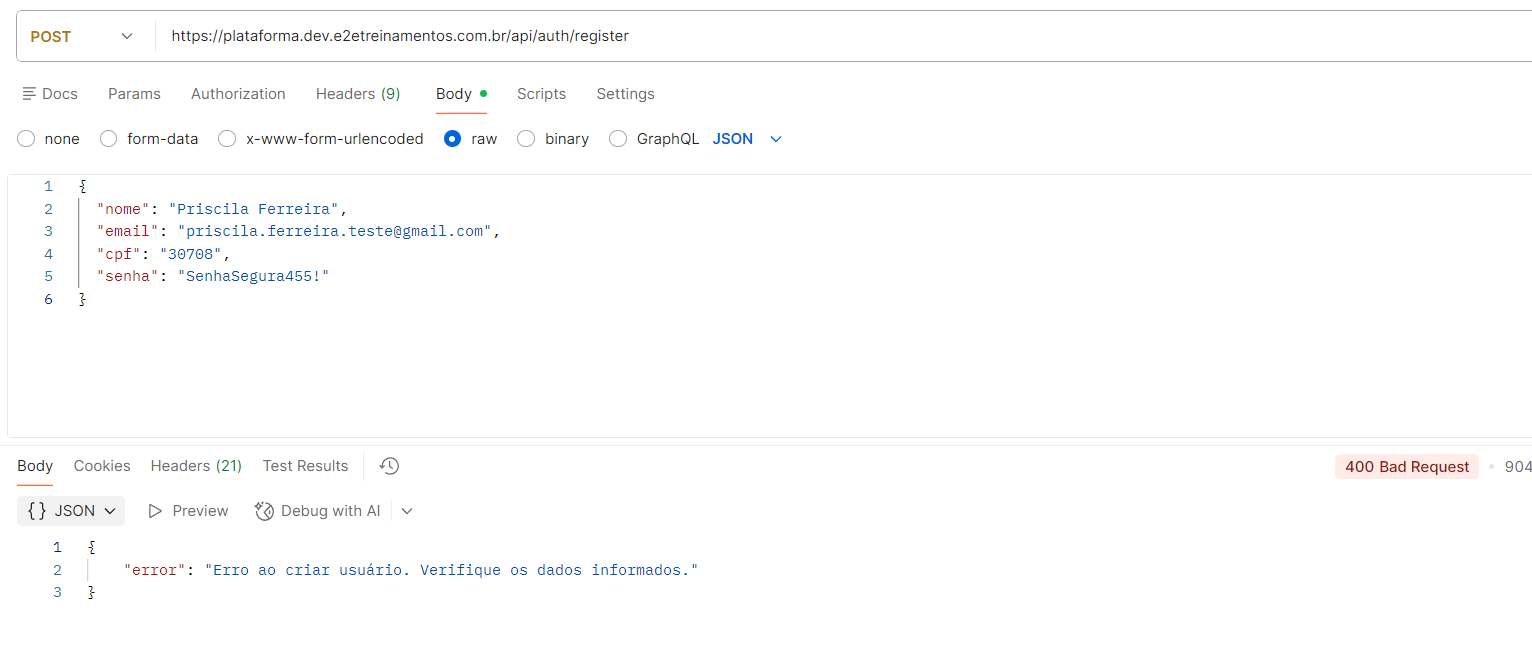 POST https://plataforma.dev.e2etreinamentos.com.br/api/auth/register
Docs Params Authorization Headers (9) Body Scripts Settings
none form-data x-www-form-urlencoded raw binary GraphQL JSON
1 {
2 "nome": "Priscila Ferreira",
3 "email": "priscila.ferreira.teste@gmail.com",
4 "cpf": "30708",
5 "senha": "SenhaSegura455!"
6 }
Body Cookies Headers (21) Test Results 400 Bad Request • 904
{} JSON Preview Debug with AI
1 {
2 "error": "Erro ao criar usuário. Verifique os dados informados."
3 }